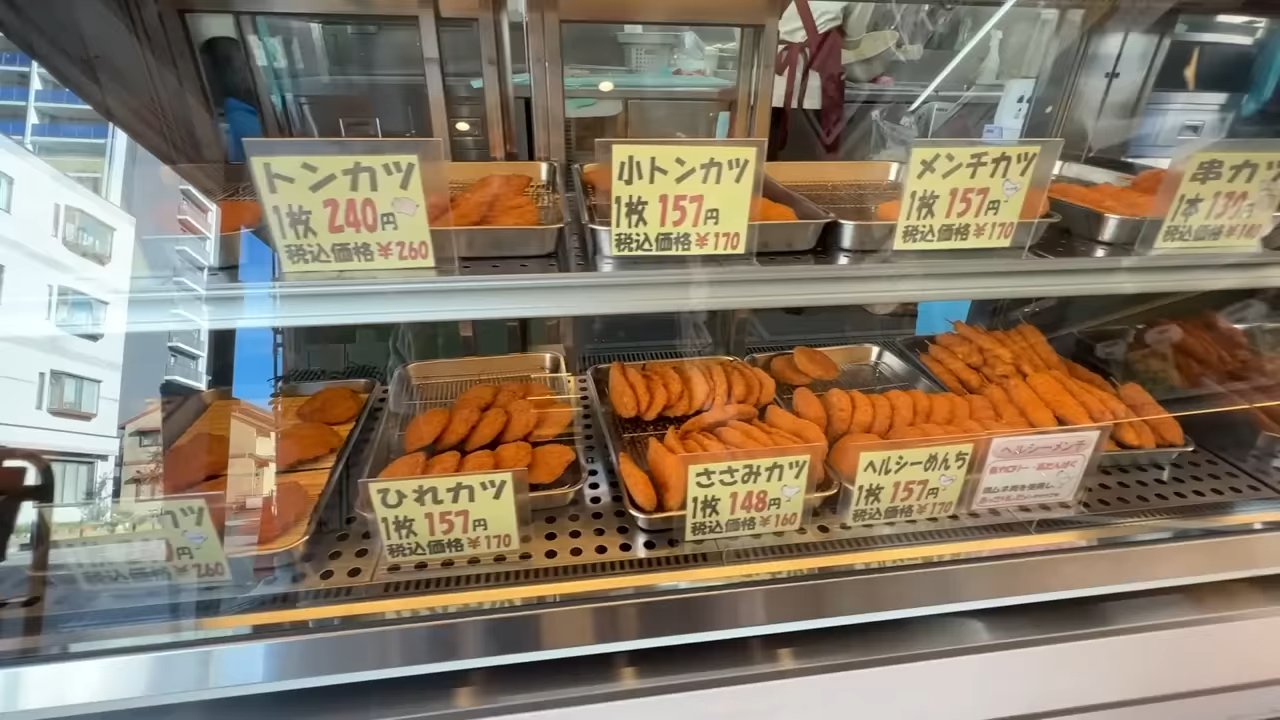 トンカツ
1枚 240円
税込価格 ¥260
小トンカツ
1枚 157円
税込価格 ¥170
メンチカツ
1枚 157円
税込価格 ¥170
串カ
1本 139
税込価格
カツ
円
¥260
ひれカツ
1枚 157円
税込価格 ¥170
ささみカツ
1枚 148円
税込価格 ¥160
ヘルシーめんち
1枚 157円
税込価格 ¥170
ヘルシーメンチ